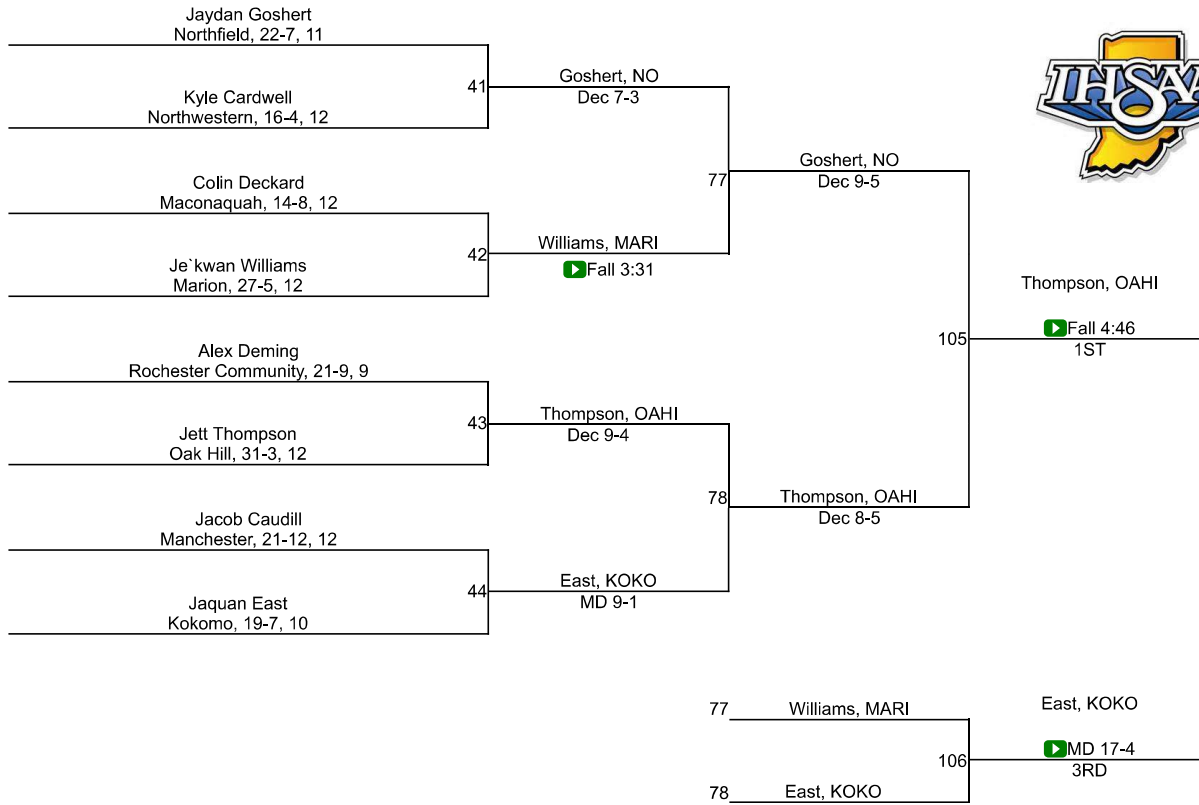 Jaydan Goshert
Northfield, 22-7, 11
IHSAA
41
Goshert, NO
Dec 7-3
Kyle Cardwell
Northwestern, 16-4, 12
77
Goshert, NO
Dec 9-5
Colin Deckard
Maconaquah, 14-8, 12
42
Williams, MARI
Fall 3:31
Je`kwan Williams
Marion, 27-5, 12
Thompson, OAHI
105
Fall 4:46
1ST
Alex Deming
Rochester Community, 21-9, 9
43
Thompson, OAHI
Dec 9-4
Jett Thompson
Oak Hill, 31-3, 12
78
Thompson, OAHI
Dec 8-5
Jacob Caudill
Manchester, 21-12, 12
44
East, KOKO
MD 9-1
Jaquan East
Kokomo, 19-7, 10
77
Williams, MARI
East, KOKO
106
MD 17-4
3RD
78
East, KOKO